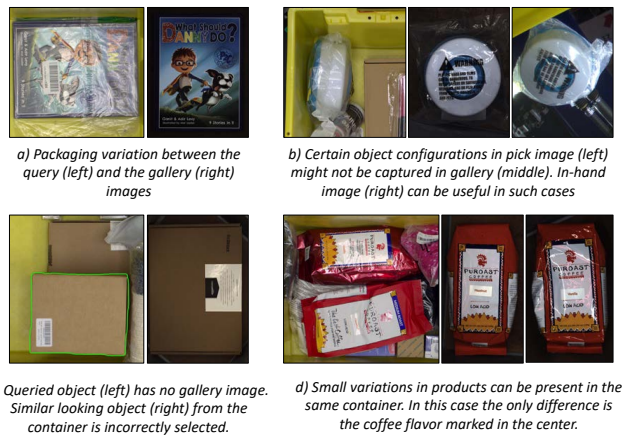 What Should
DANNY DO?
a) Packaging variation between the
query (left) and the gallery (right)
images
WARNING
b) Certain object configurations in pick image (left)
might not be captured in gallery (middle). In-hand
image (right) can be useful in such cases
Queried object (left) has no gallery image.
Similar looking object (right) from the
container is incorrectly selected.
PUROAST
COFFEE
LOW ACID
PUROAST
COFFEE
LOW ACID
d) Small variations in products can be present in the
same container. In this case the only difference is
the coffee flavor marked in the center.